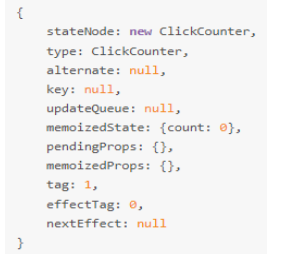 {
    stateNode: new ClickCounter,
    type: ClickCounter,
    alternate: null,
    key: null,
    updateQueue: null,
    memoizedState: {count: 0},
    pendingProps: {},
    memoizedProps: {},
    tag: 1,
    effectTag: 0,
    nextEffect: null
}